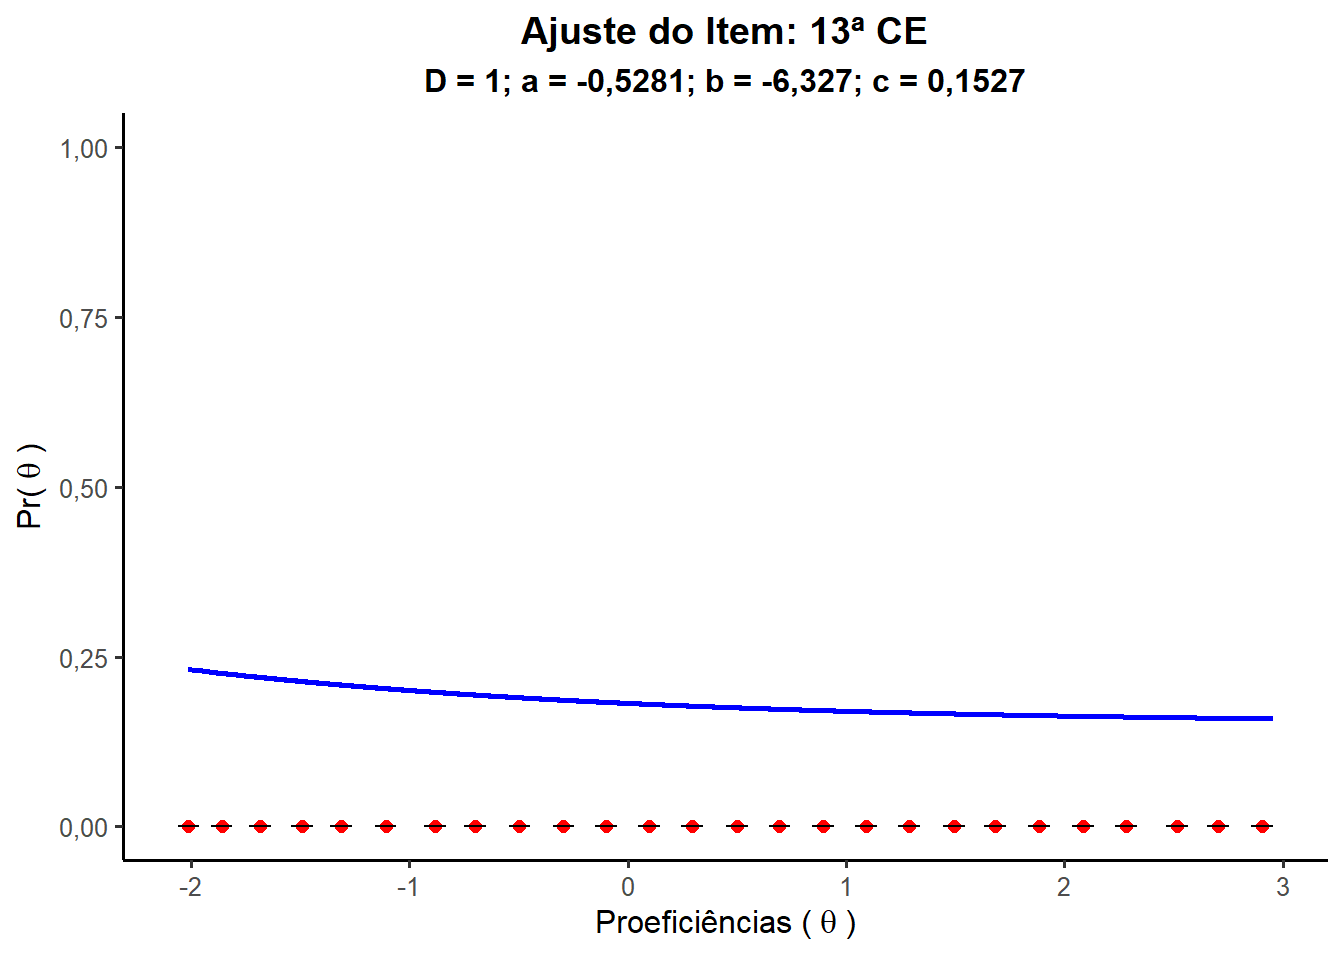 Ajuste do Item: 13ª CE
D = 1; a = -0,5281; b = -6,327; c = 0,1527
1,00
0,75
0,50
0,25
0,00
Pr( θ )
-2 -1 0 1 2 3
Proeficiências ( θ )